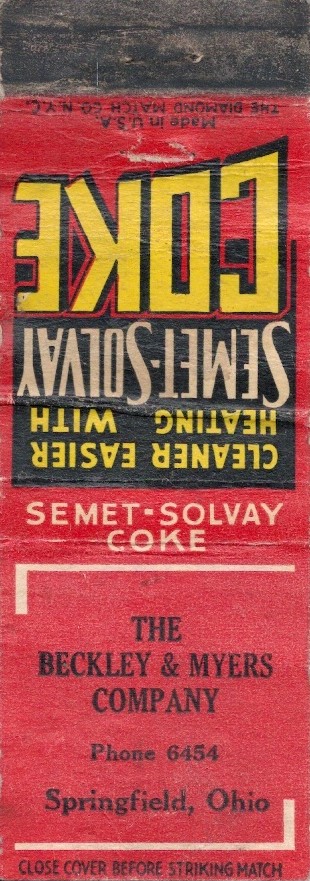 Made in U.S.A.
THE DIAMOND MATCH CO. N.Y.C.
CLEANER EASIER
HEATING WITH
SEMET-SOLVAY
COKE
SEMET-SOLVAY
COKE
THE
BECKLEY & MYERS
COMPANY
Phone 6454
Springfield, Ohio
CLOSE COVER BEFORE STRIKING MATCH